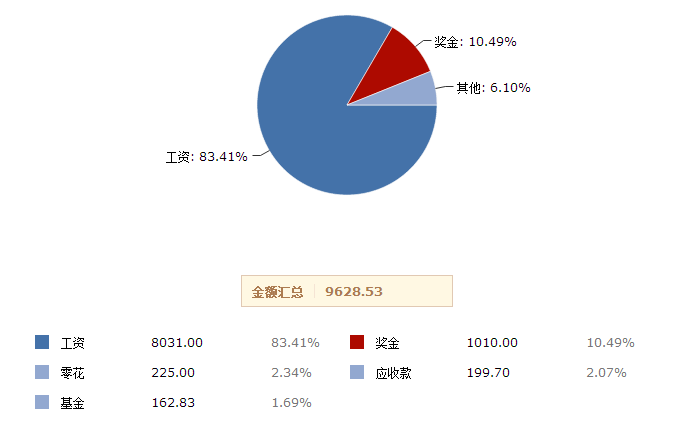 奖金: 10.49%
其他: 6.10%
工资: 83.41%
金额汇总 9628.53
工资 8031.00 83.41% 奖金 1010.00 10.49%
零花 225.00 2.34% 应收款 199.70 2.07%
基金 162.83 1.69%